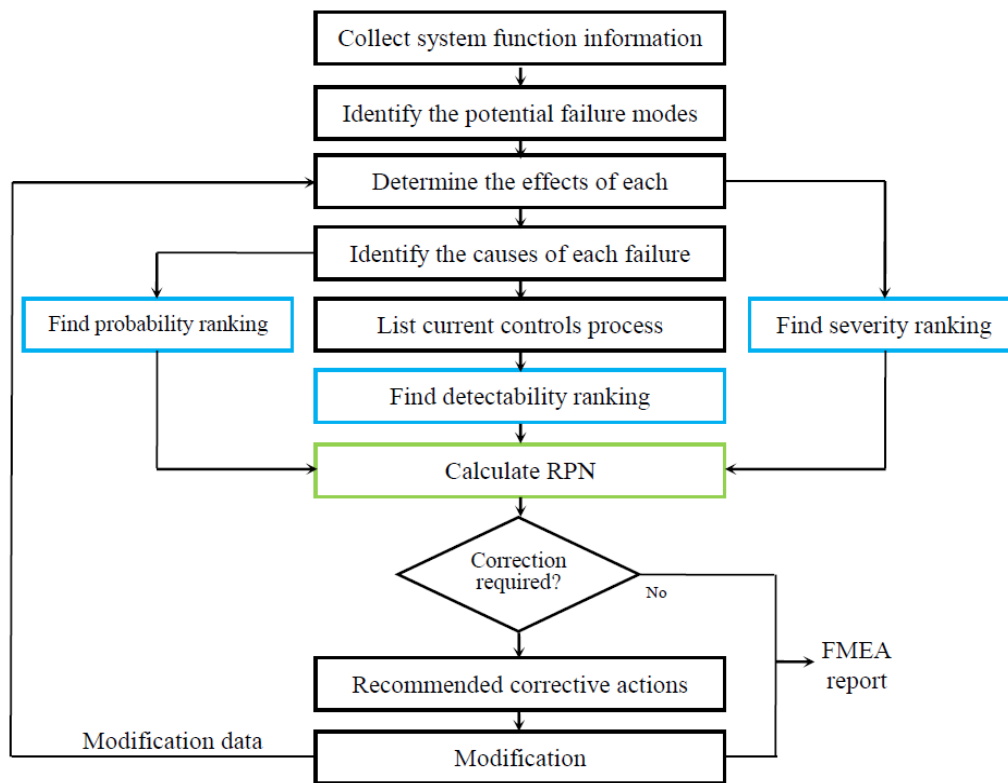 Collect system function information
Identify the potential failure modes
Determine the effects of each
Identify the causes of each failure
Find probability ranking
List current controls process
Find severity ranking
Find detectability ranking
Calculate RPN
Correction
required?
No
FMEA
report
Recommended corrective actions
Modification data
Modification